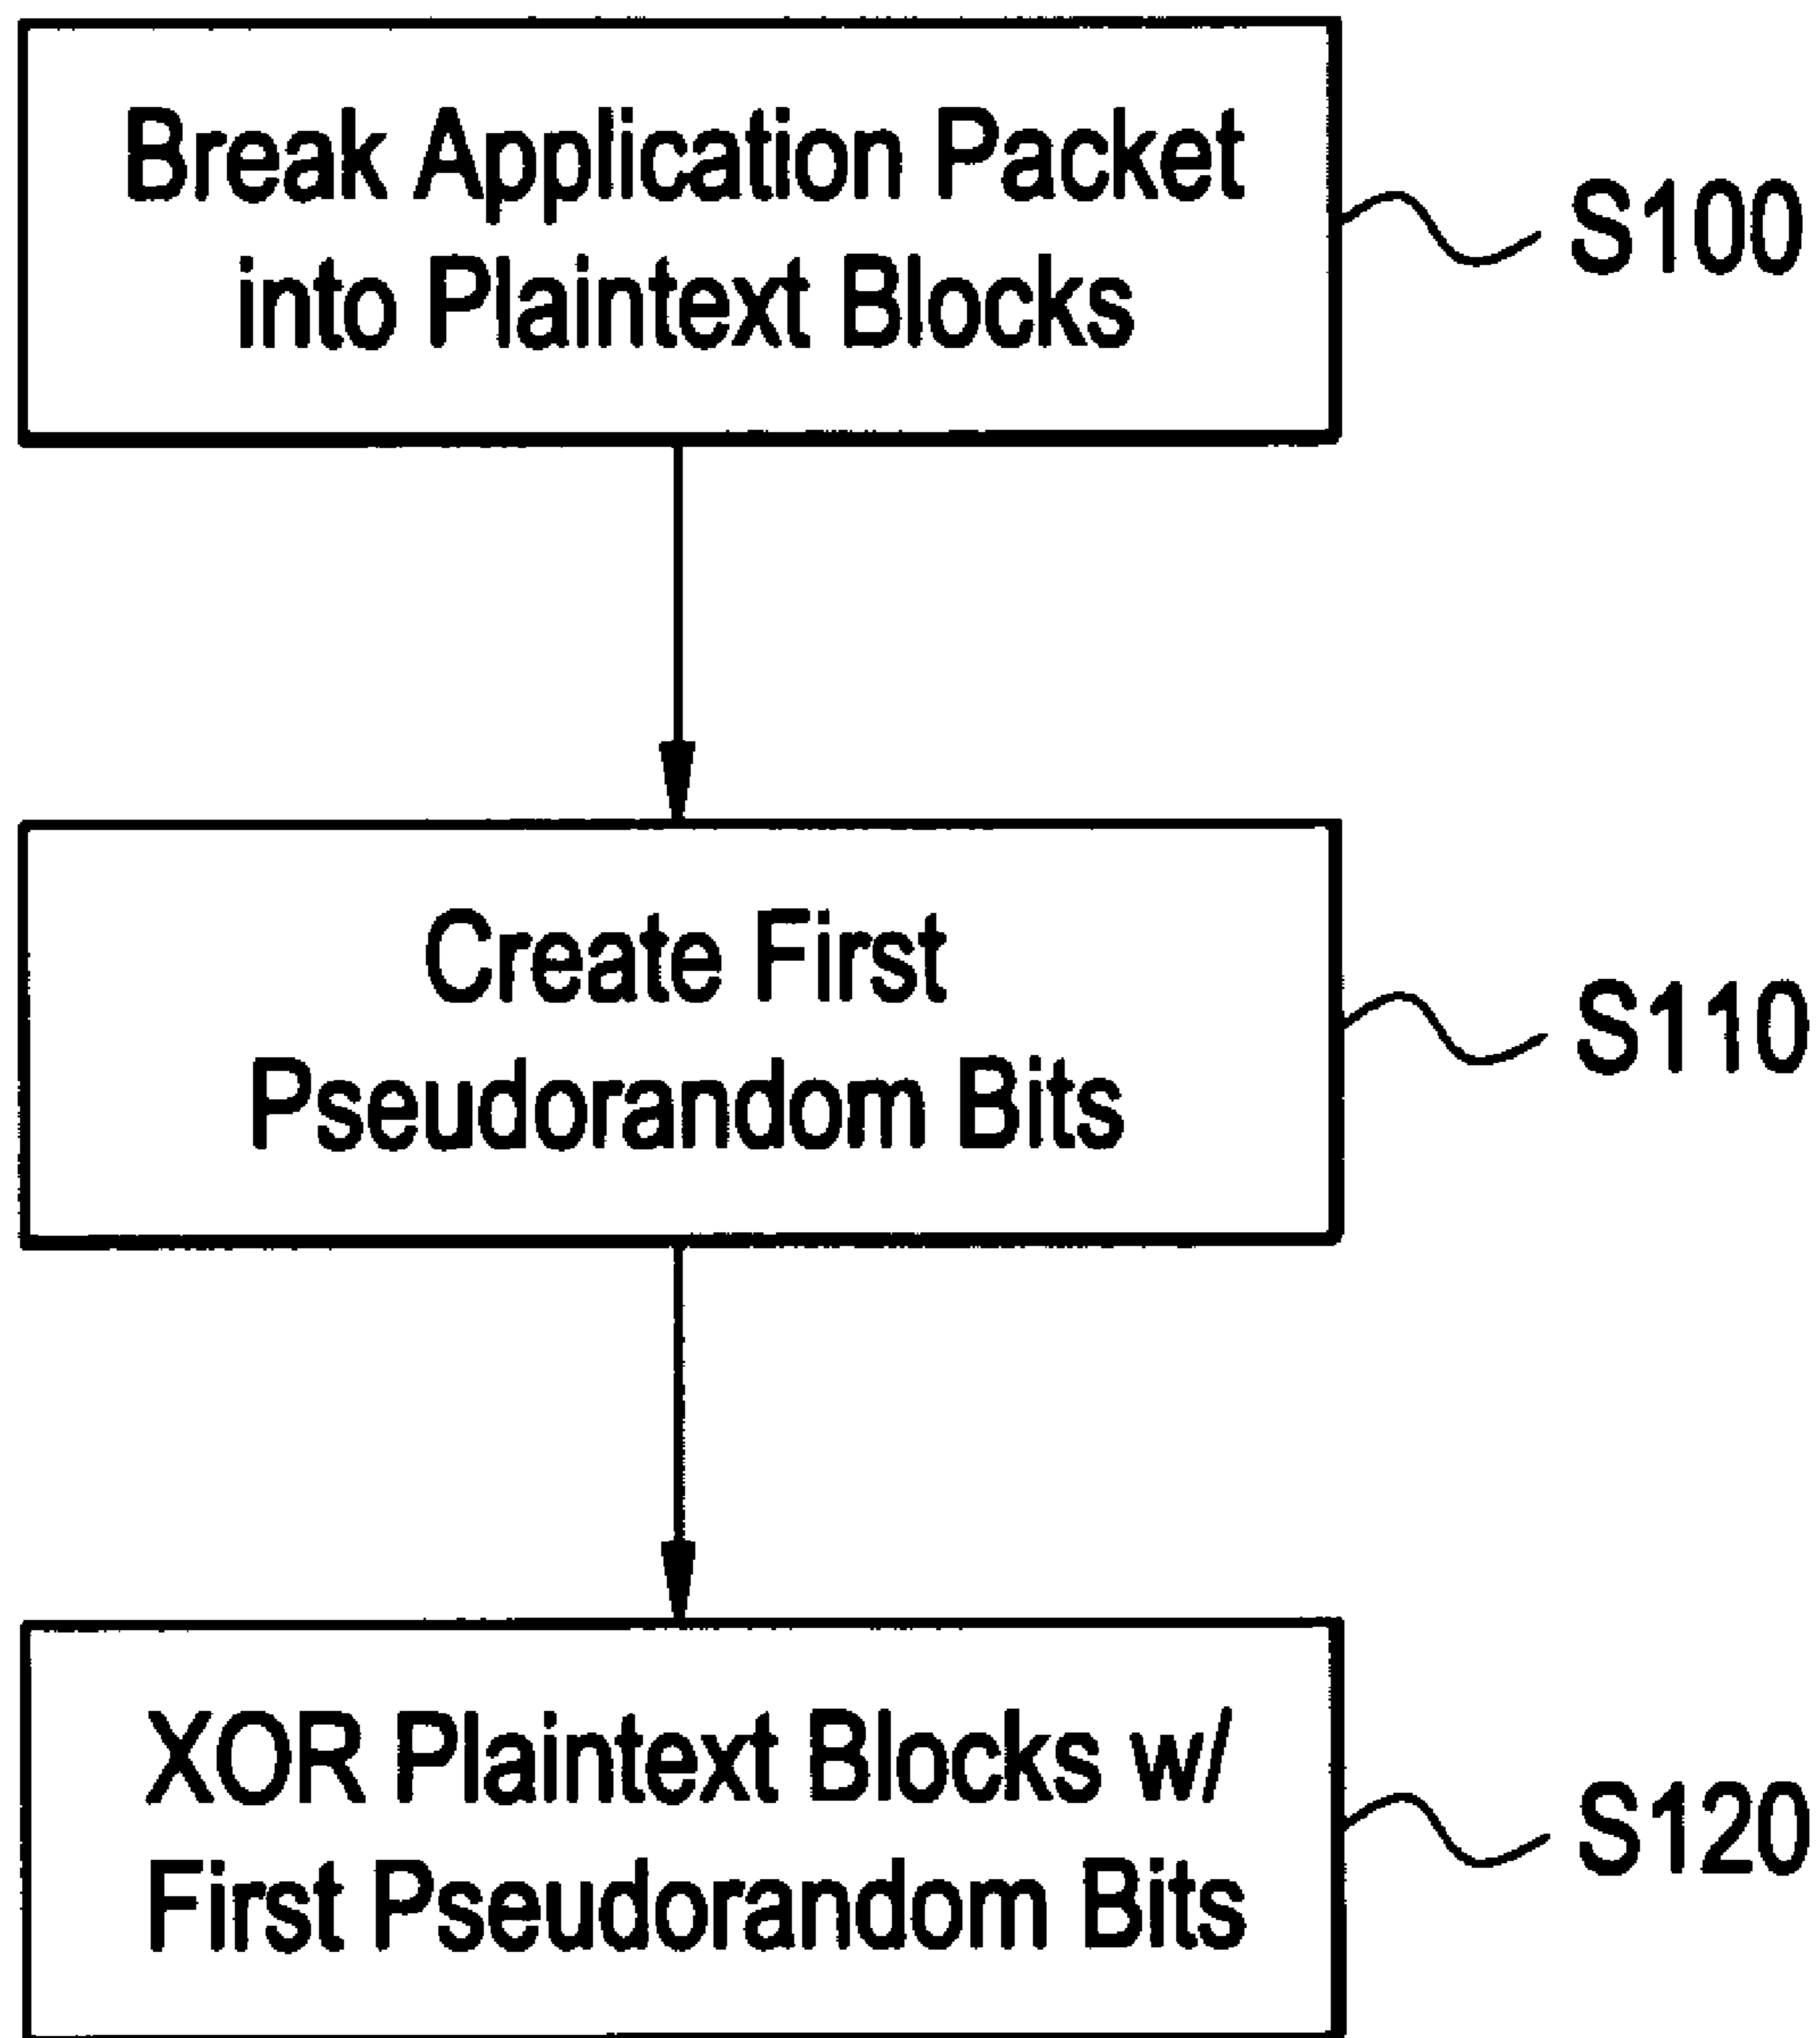 Break Application Packet
into Plaintext Blocks
S100
Create First
Pseudorandom Bits
S110
XOR Plaintext Blocks w/
First Pseudorandom Bits
S120